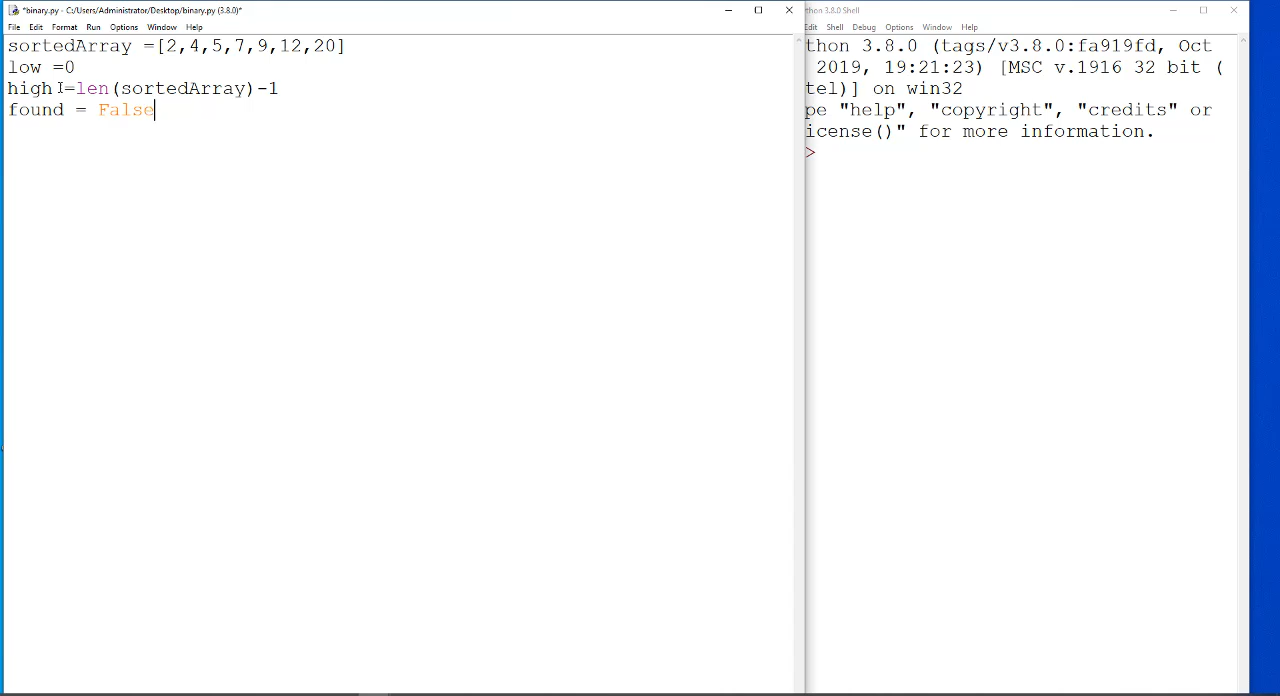 *binary.py - C:/Users/Administrator/Desktop/binary.py (3.8.0)*
File Edit Format Run Options Window Help
sortedArray =[2,4,5,7,9,12,20]
low =0
high =len(sortedArray)-1
found = False
thon 3.8.0 Shell
Edit Shell Debug Options Window Help
thon 3.8.0 (tags/v3.8.0:fa919fd, Oct
2019, 19:21:23) [MSC v.1916 32 bit (
tel)] on win32
pe "help", "copyright", "credits" or
icense()" for more information.
>